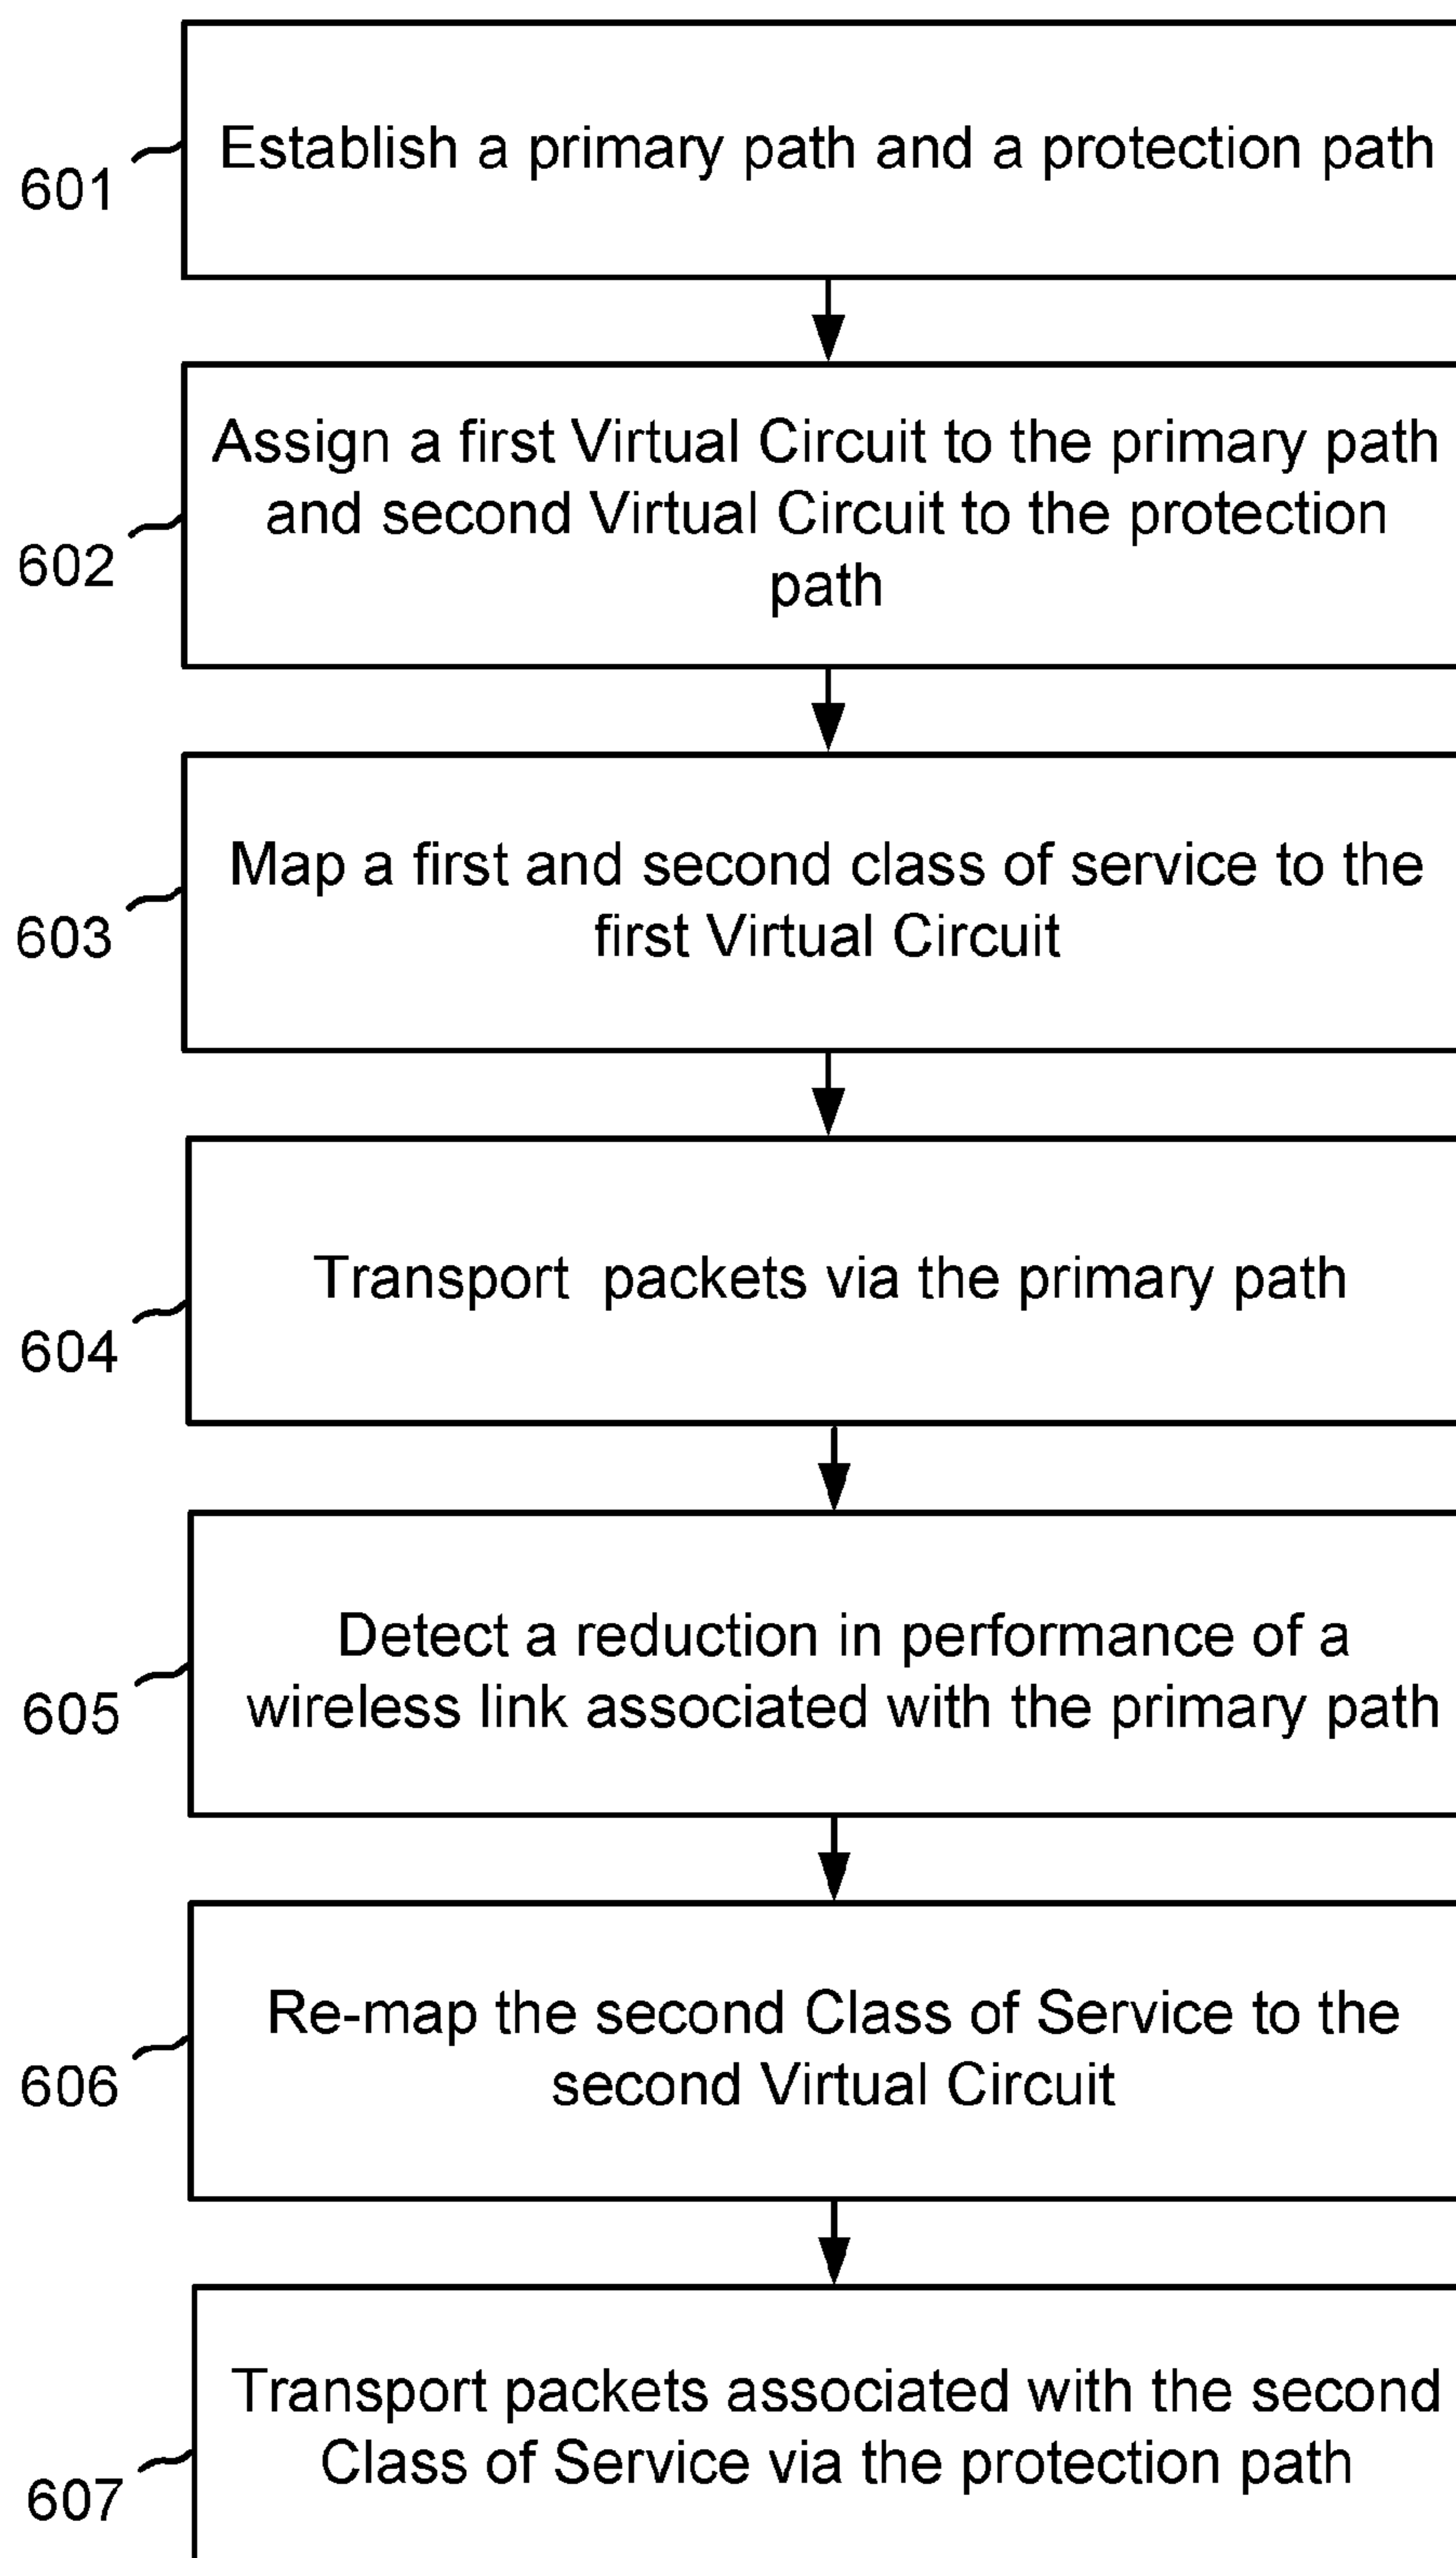 Establish a primary path and a protection path
601
Assign a first Virtual Circuit to the primary path
and second Virtual Circuit to the protection
path
602
Map a first and second class of service to the
first Virtual Circuit
603
Transport  packets via the primary path
604
Detect a reduction in performance of a
wireless link associated with the primary path
605
Re-map the second Class of Service to the
second Virtual Circuit
606
Transport packets associated with the second
Class of Service via the protection path
607